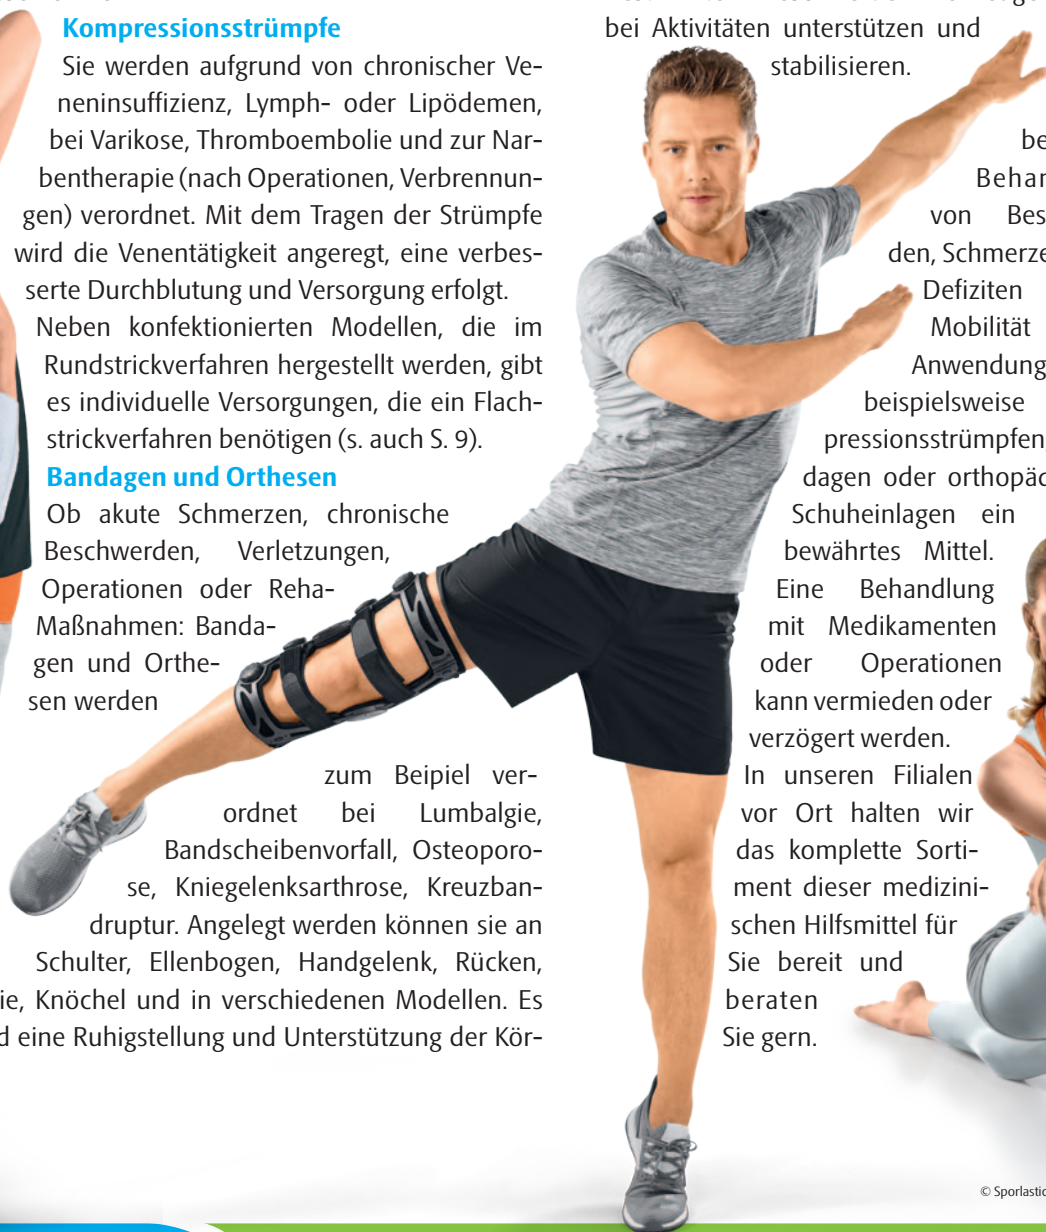 Kompressionsstrümpfe
Sie werden aufgrund von chronischer Ve-
neninsuffizienz, Lymph- oder Lipödemen,
bei Varikose, Thromboembolie und zur Nar-
bentherapie (nach Operationen, Verbrennun-
gen) verordnet. Mit dem Tragen der Strümpfe
wird die Venentätigkeit angeregt, eine verbes-
serte Durchblutung und Versorgung erfolgt.
Neben konfektionierten Modellen, die im
Rundstrickverfahren hergestellt werden, gibt
es individuelle Versorgungen, die ein Flach-
strickverfahren benötigen (s. auch S. 9).
Bandagen und Orthesen
Ob akute Schmerzen, chronische
Beschwerden, Verletzungen,
Operationen oder Reha-
Maßnahmen: Banda-
gen und Orthe-
sen werden
zum Beipiel ver-
ordnet bei Lumbalgie,
Bandscheibenvorfall, Osteoporo-
se, Kniegelenksarthrose, Kreuzban-
druptur. Angelegt werden können sie an
Schulter, Ellenbogen, Handgelenk, Rücken,
ie, Knöchel und in verschiedenen Modellen. Es
d eine Ruhigstellung und Unterstützung der Kör-
bei Aktivitäten unterstützen und
stabilisieren.
be
Behan
von Bes
den, Schmerze
Defiziten
Mobilität
Anwendung
beispielsweise
pressionsstrümpfen,
dagen oder orthopäd
Schuheinlagen ein
bewährtes Mittel.
Eine Behandlung
mit Medikamenten
oder Operationen
kann vermieden oder
verzögert werden.
In unseren Filialen
vor Ort halten wir
das komplette Sorti-
ment dieser medizini-
schen Hilfsmittel für
Sie bereit und
beraten
Sie gern.
© Sporlastic